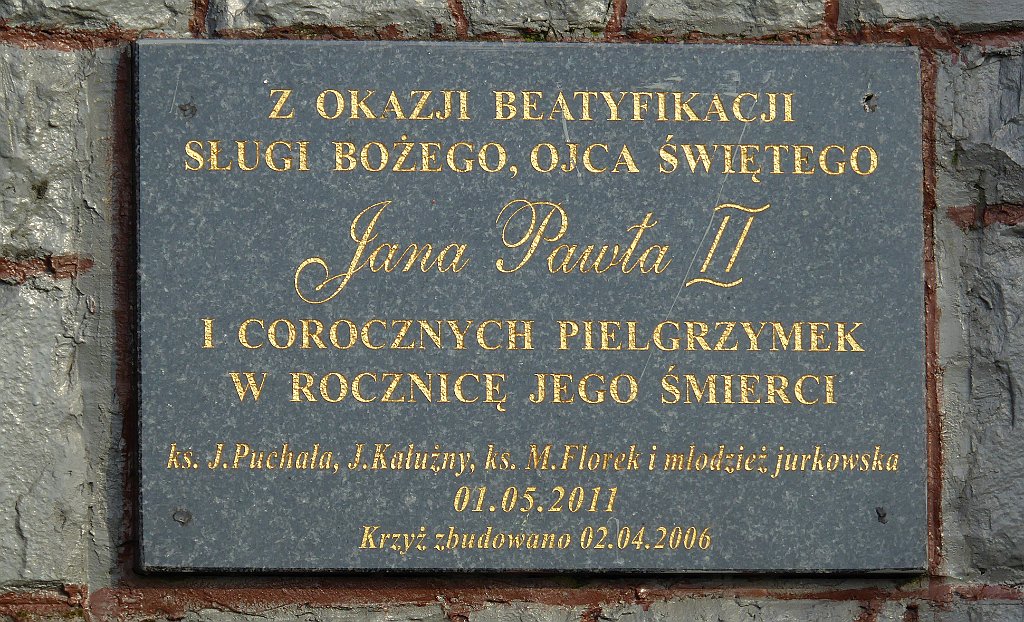 Z OKAZJI BEATYFIKACJI
SŁUGI BOŻEGO, OJCA ŚWIĘTEGO
Jana Pawła II
I COROCZNYCH PIELGRZYMEK
W ROCZNICĘ JEGO ŚMIERCI
ks. J.Puchała, J.Kałużny, ks. M.Florek i młodzież jurkowska
01.05.2011
Krzyż zbudowano 02.04.2006